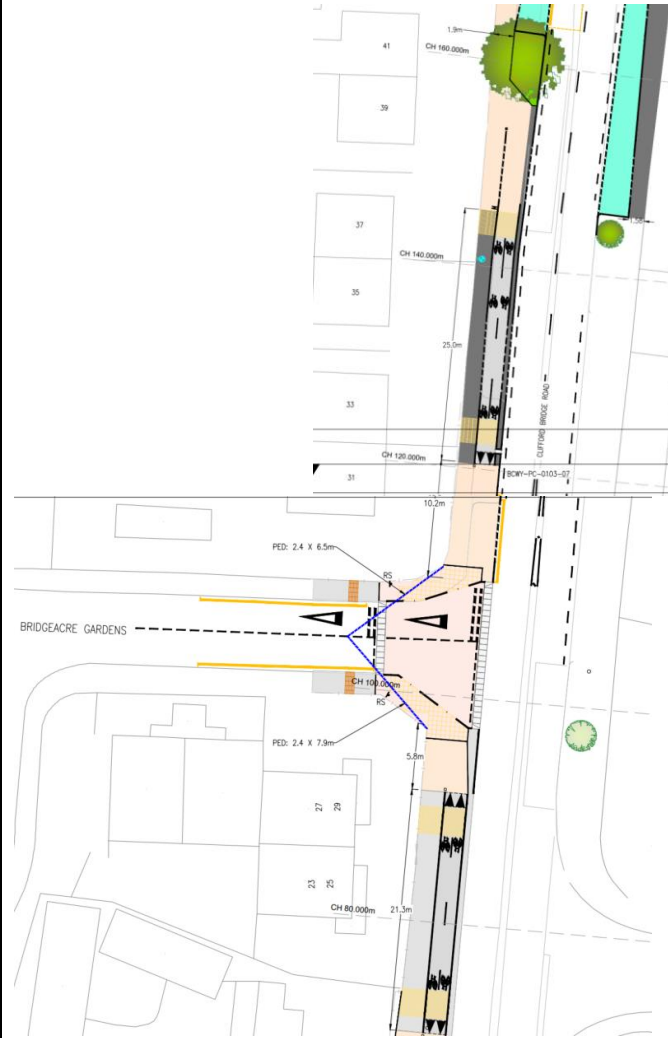 1.9m
41
CH 160.000m
39
37
CH 140.000m
35
25.0m
33
CLIFFORD BRIDGE ROAD
CH 120.000m
31
BCWY-PC-0103-07
10.2m
PED: 2.4 X 6.5m
RS
BRIDGEACRE GARDENS
CH 100.000m
RS
PED: 2.4 X 7.9m
5.8m
27 29
23 25
CH 80.000m
21.3m